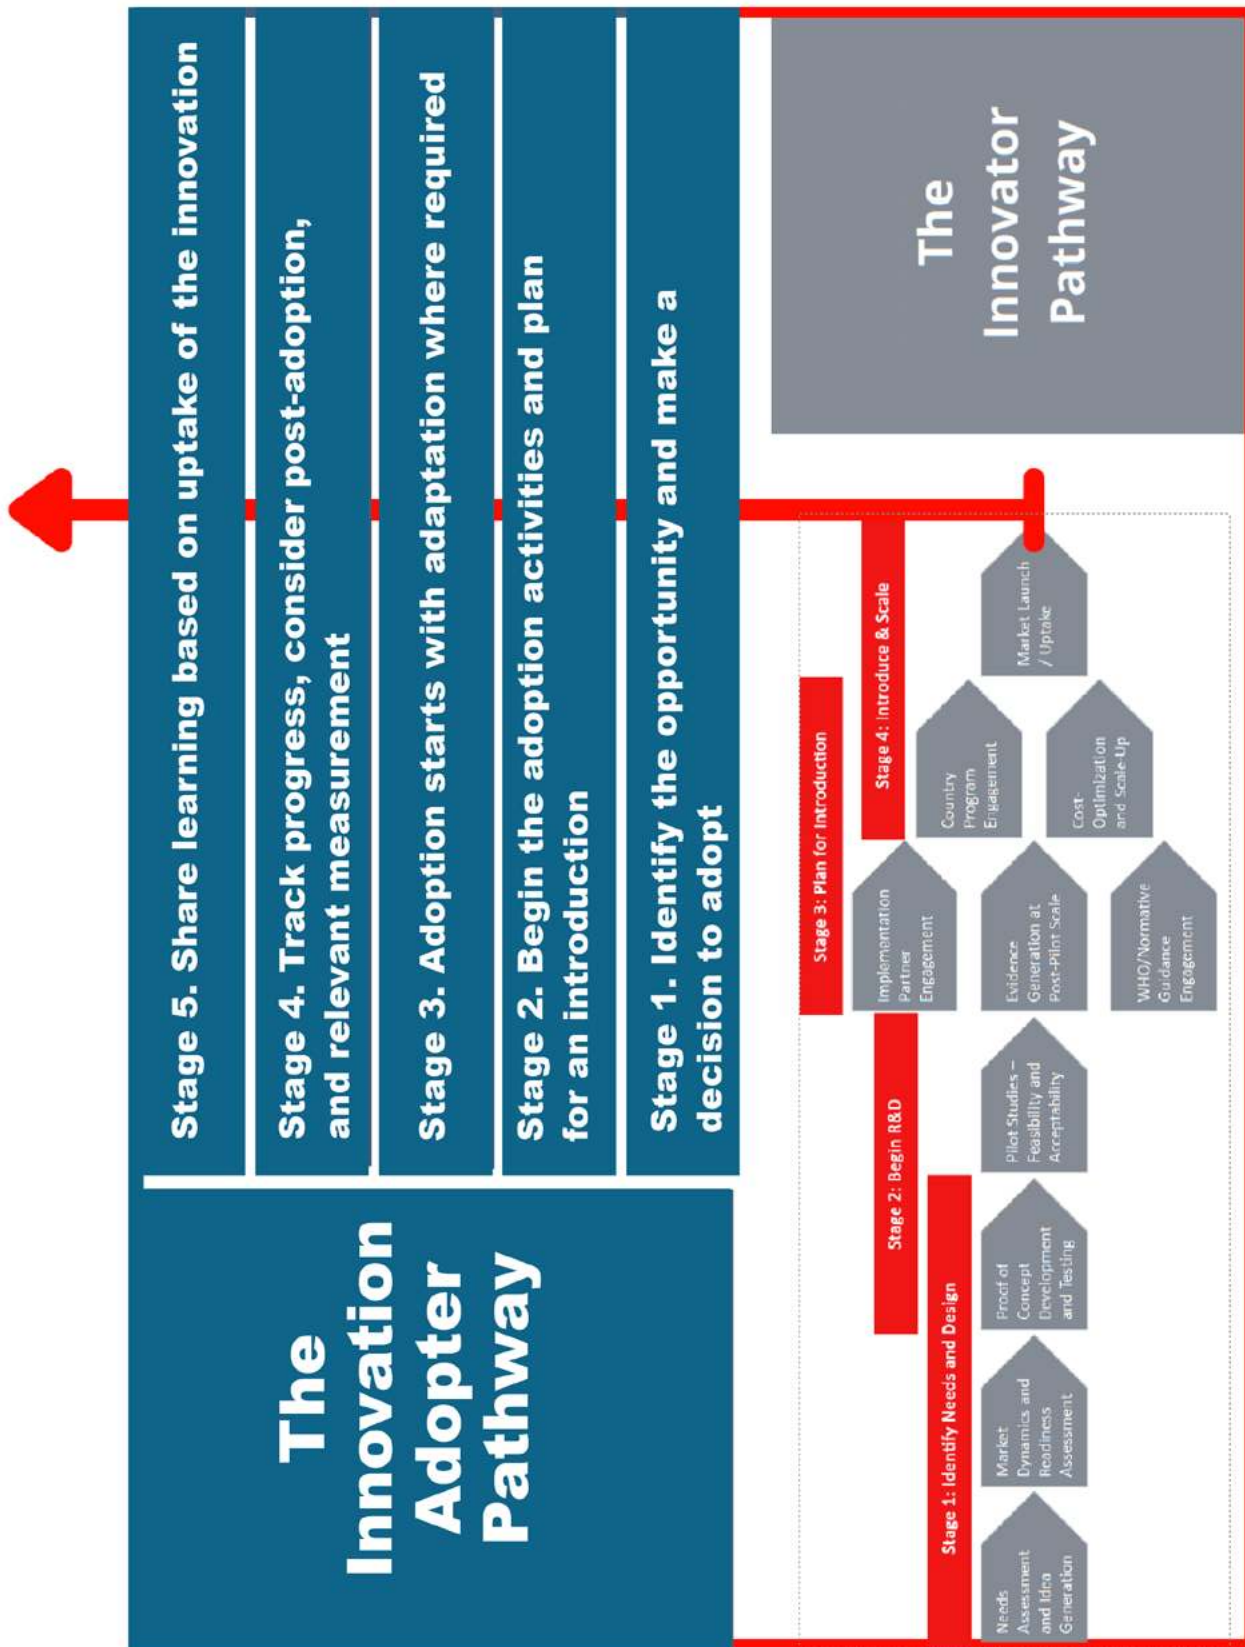 The
Innovation
Adopter
Pathway
Stage 5. Share learning based on uptake of the innovation
Stage 4. Track progress, consider post-adoption,
and relevant measurement
Stage 3. Adoption starts with adaptation where required
Stage 2. Begin the adoption activities and plan
for an introduction
Stage 1. Identify the opportunity and make a
decision to adopt
Stage 3: Plan for Introduction
Stage 4: Introduce & Scale
Stage 2: Begin R&D
Stage 1: Identify Needs and Design
Needs
Assessment
and Idea
Generation
Market
Dynamics and
Readiness
Assessment
Proof of
Concept
Development
and Testing
Pilot Studies –
Feasibility and
Acceptability
Implementation
Partner
Engagement
Evidence
Generation at
Post-Pilot Scale
WHO/Normative
Guidance
Engagement
Country
Program
Engagement
Cost-
Optimization
and Scale-Up
Market Launch
/ Uptake
The
Innovator
Pathway